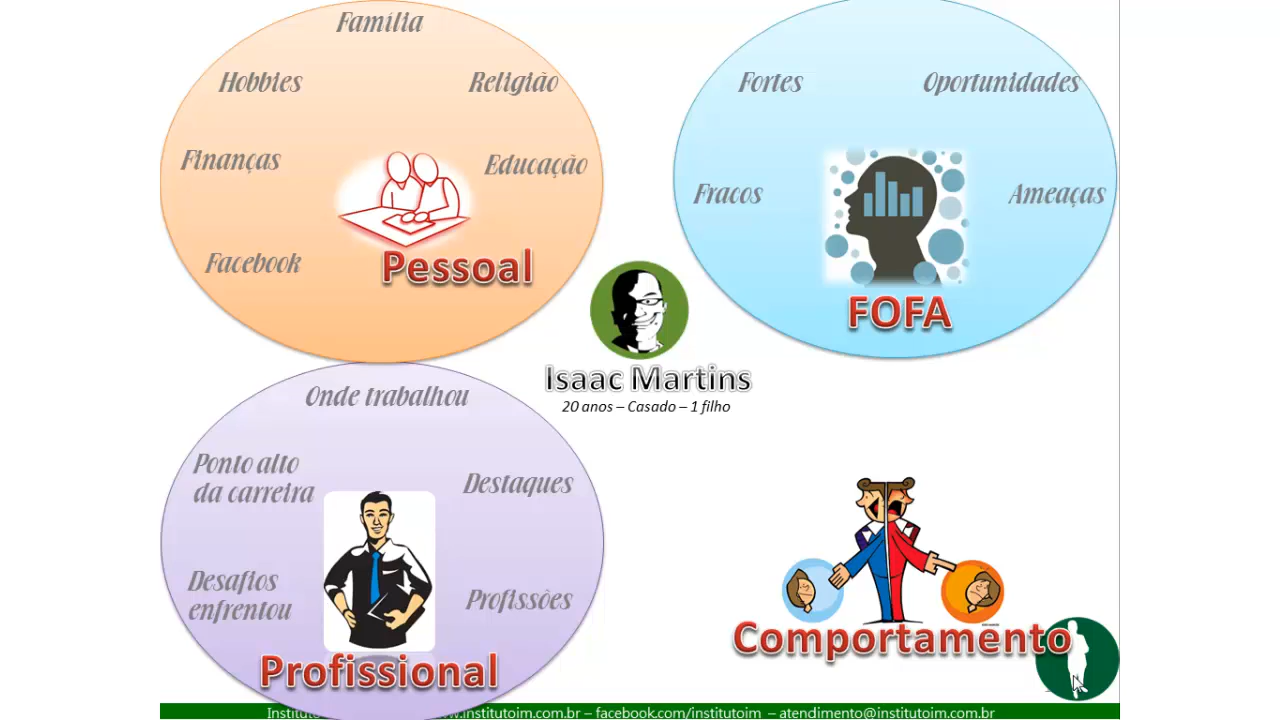 Família
Hobbies
Religião
Finanças
Educação
Facebook
Pessoal
Fortes
Oportunidades
Fracos
Ameaças
FOFA
Isaac Martins
20 anos – Casado – 1 filho
Onde trabalhou
Ponto alto
da carreira
Destaques
Desafios
enfrentou
Profissões
Profissional
Comportamento
www.institutoim.com.br – facebook.com/institutoim – atendimento@institutoim.com.br